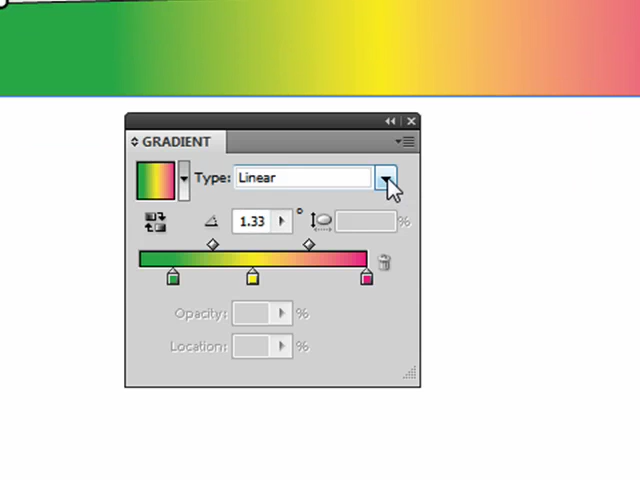 GRADIENT
Type: Linear
1.33 ° %
Opacity: %
Location: %